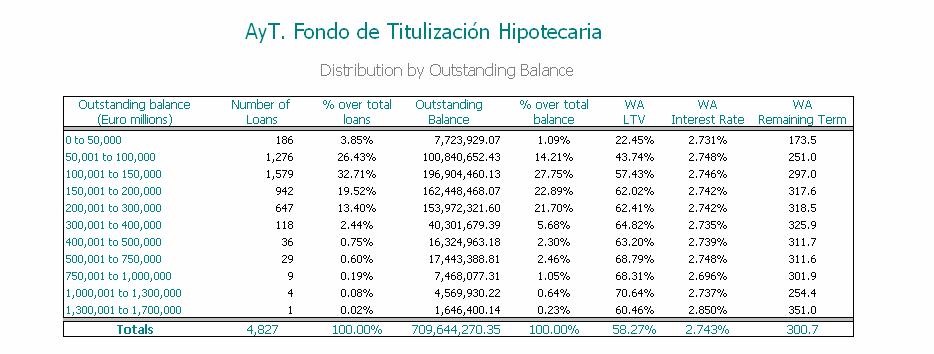 AyT. Fondo de Titulización Hipotecaria
Distribution by Outstanding Balance
Outstanding balance Number of % over total Outstanding % over total WA WA WA
(Euro millions) Loans loans Balance balance LTV Interest Rate Remaining Term
0 to 50,000 186 3.85% 7,723,929.07 1.09% 22.45% 2.731% 173.5
50,001 to 100,000 1,276 26.43% 100,840,652.43 14.21% 43.74% 2.748% 251.0
100,001 to 150,000 1,579 32.71% 196,904,460.13 27.75% 57.43% 2.746% 297.0
150,001 to 200,000 942 19.52% 162,448,468.07 22.89% 62.02% 2.742% 317.6
200,001 to 300,000 647 13.40% 153,972,321.60 21.70% 62.41% 2.742% 318.5
300,001 to 400,000 118 2.44% 40,301,679.39 5.68% 64.82% 2.735% 325.9
400,001 to 500,000 36 0.75% 16,324,963.18 2.30% 63.20% 2.739% 311.7
500,001 to 750,000 29 0.60% 17,443,388.81 2.46% 68.79% 2.748% 311.6
750,001 to 1,000,000 9 0.19% 7,468,077.31 1.05% 68.31% 2.696% 301.9
1,000,001 to 1,300,000 4 0.08% 4,569,930.22 0.64% 70.64% 2.737% 254.4
1,300,001 to 1,700,000 1 0.02% 1,646,400.14 0.23% 60.46% 2.850% 351.0
Totals 4,827 100.00% 709,644,270.35 100.00% 58.27% 2.743% 300.7